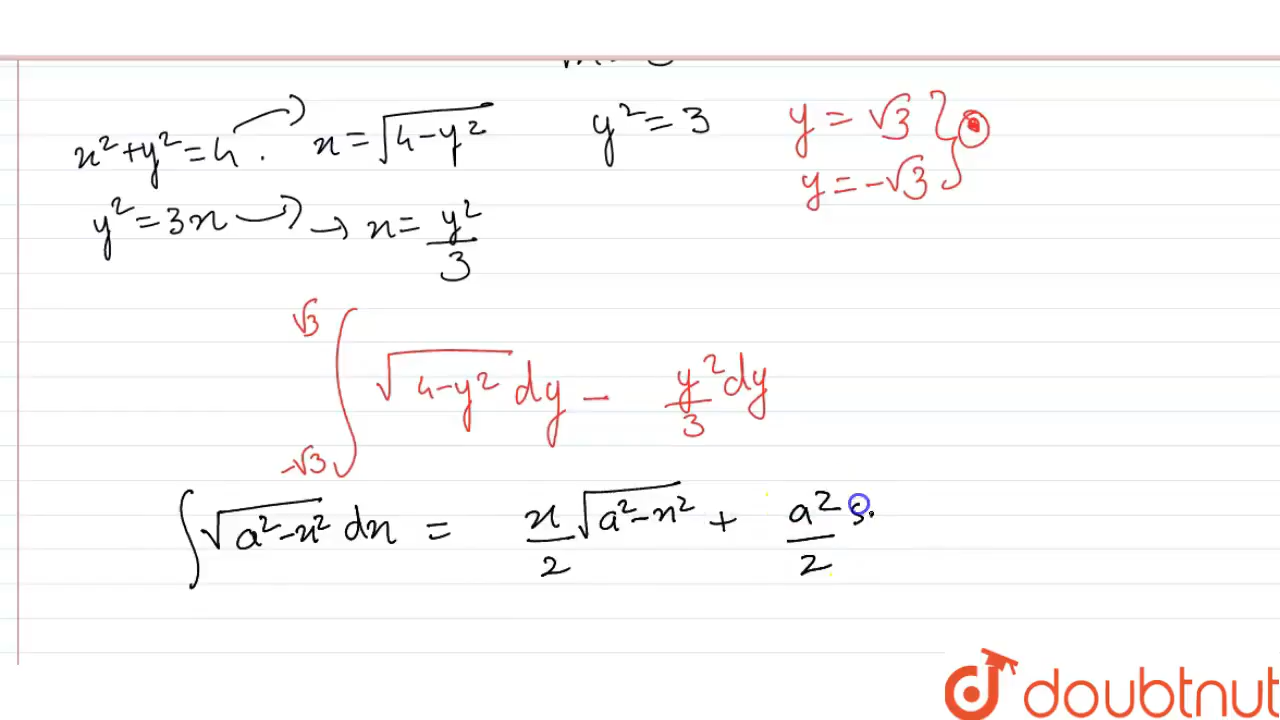 x²+y²=4. x=√(4-y²) y²=3 y=√3
y=-√3
y²=3x → x=y²/3
∫_{-√3}^{√3} √(4-y²) dy - y²/3 dy
∫√(a²-x²) dx = x/2 √(a²-x²) + a²/2 s
doubtnut